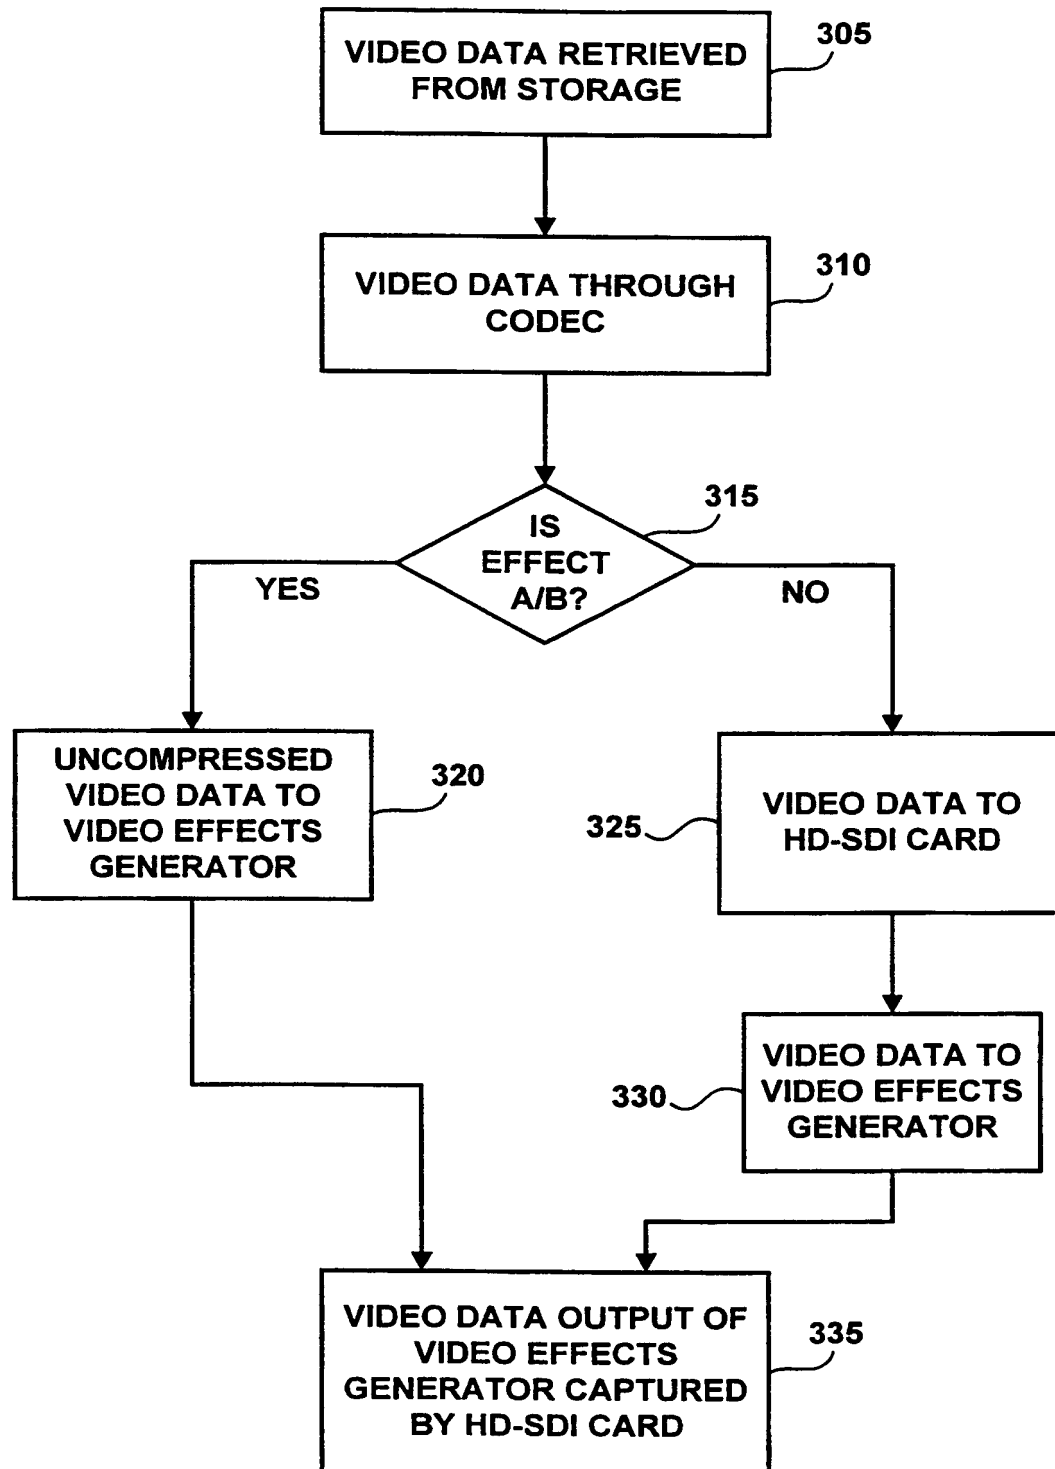 305
VIDEO DATA RETRIEVED
FROM STORAGE
310
VIDEO DATA THROUGH
CODEC
315
IS
EFFECT
A/B?
YES
NO
UNCOMPRESSED
VIDEO DATA TO
VIDEO EFFECTS
GENERATOR
320
325
VIDEO DATA TO
HD-SDI CARD
330
VIDEO DATA TO
VIDEO EFFECTS
GENERATOR
VIDEO DATA OUTPUT OF
VIDEO EFFECTS
GENERATOR CAPTURED
BY HD-SDI CARD
335